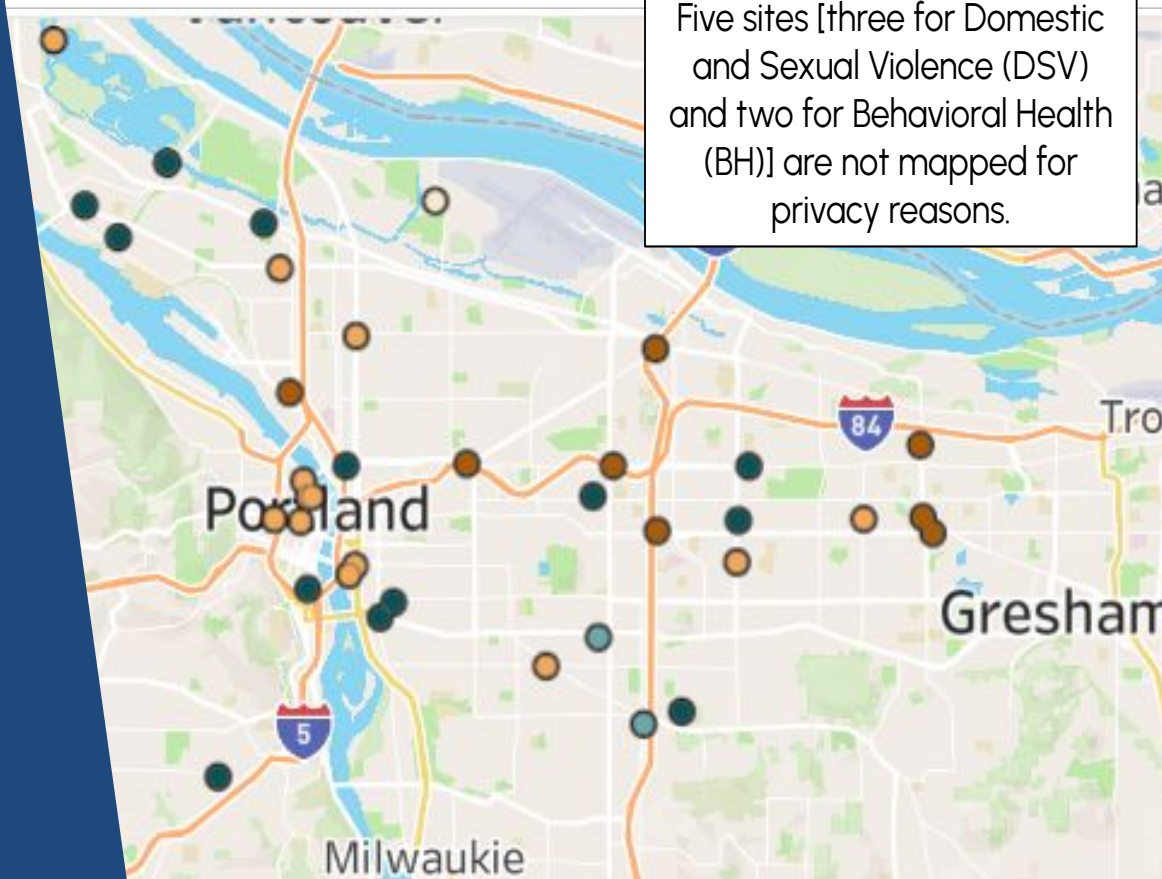 Five sites [three for Domestic
and Sexual Violence (DSV)
and two for Behavioral Health
(BH)] are not mapped for
privacy reasons.
84
Portland
Gresham
5
Milwaukie